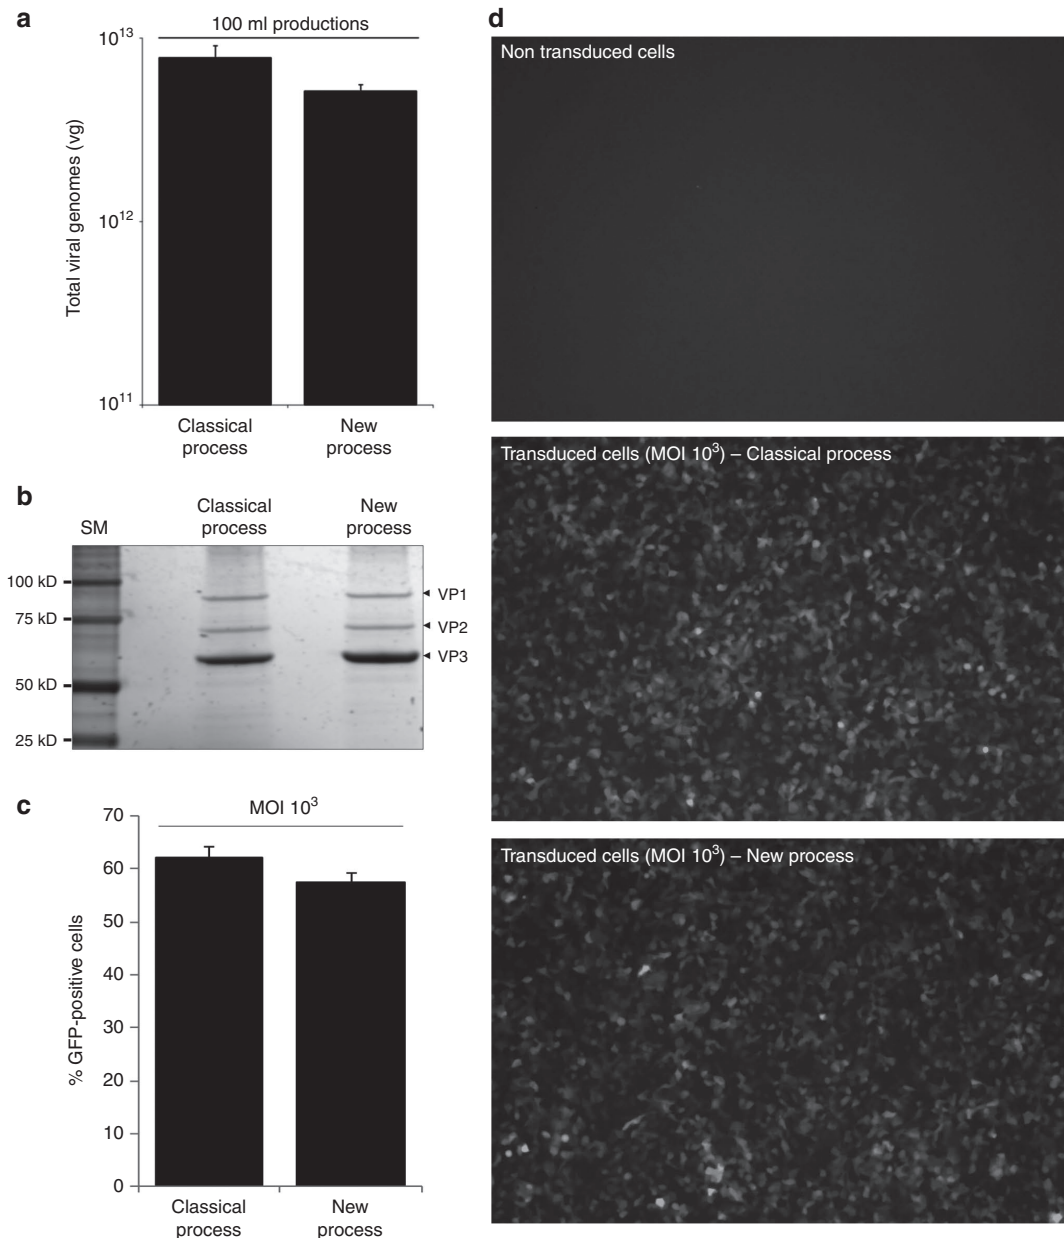 a
100 ml productions
10^13
10^12
10^11
Total viral genomes (vg)
Classical
process
New
process
b
SM
Classical
process
New
process
100 kD
75 kD
50 kD
25 kD
VP1
VP2
VP3
c
MOI 10^3
70
60
50
40
30
20
10
0
% GFP-positive cells
Classical
process
New
process
d
Non transduced cells
Transduced cells (MOI 10^3) – Classical process
Transduced cells (MOI 10^3) – New process